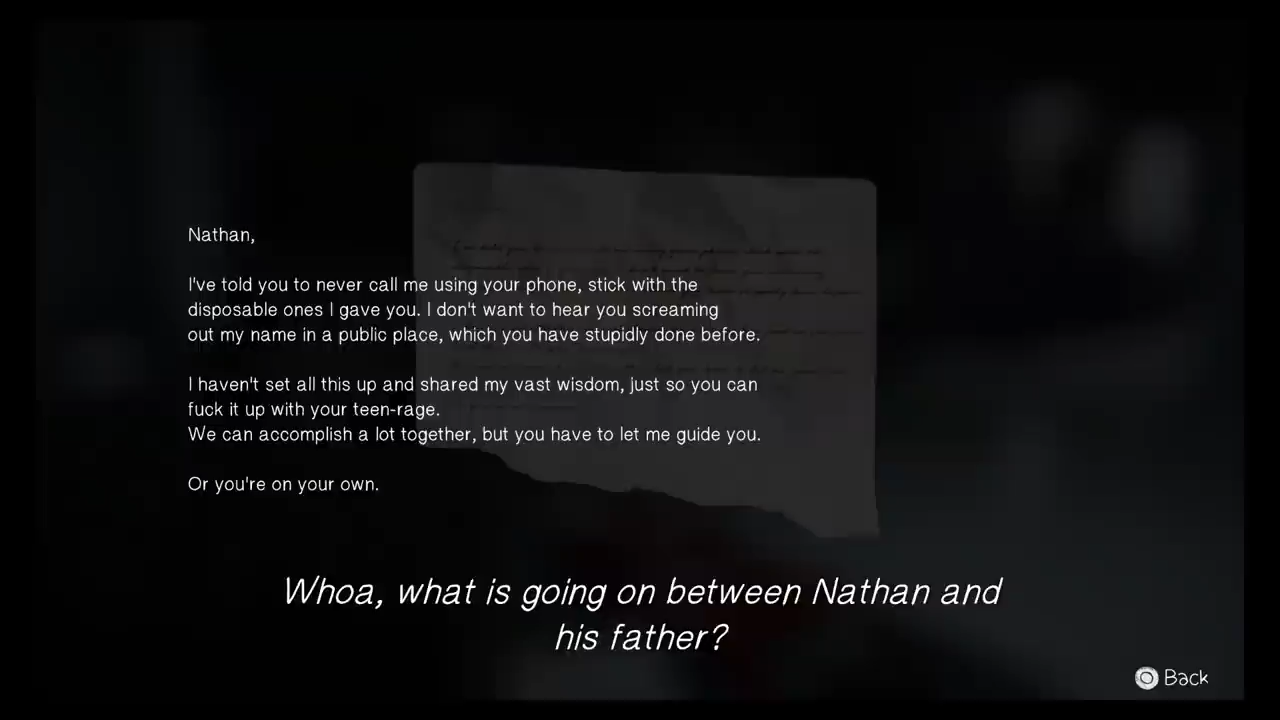 Nathan,
I've told you to never call me using your phone, stick with the
disposable ones I gave you. I don't want to hear you screaming
out my name in a public place, which you have stupidly done before.
I haven't set all this up and shared my vast wisdom, just so you can
fuck it up with your teen-rage.
We can accomplish a lot together, but you have to let me guide you.
Or you're on your own.
Whoa, what is going on between Nathan and
his father?
Back